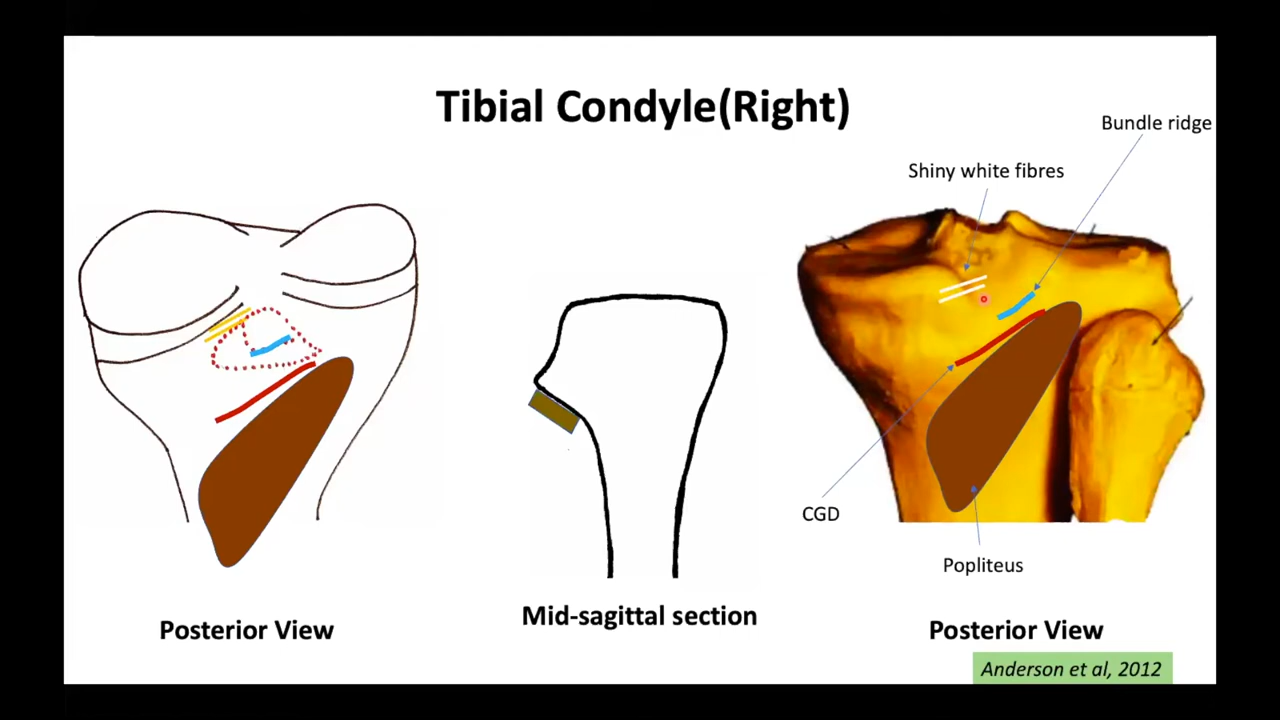 Tibial Condyle(Right)
Bundle ridge
Shiny white fibres
CGD
Popliteus
Posterior View
Mid-sagittal section
Posterior View
Anderson et al, 2012